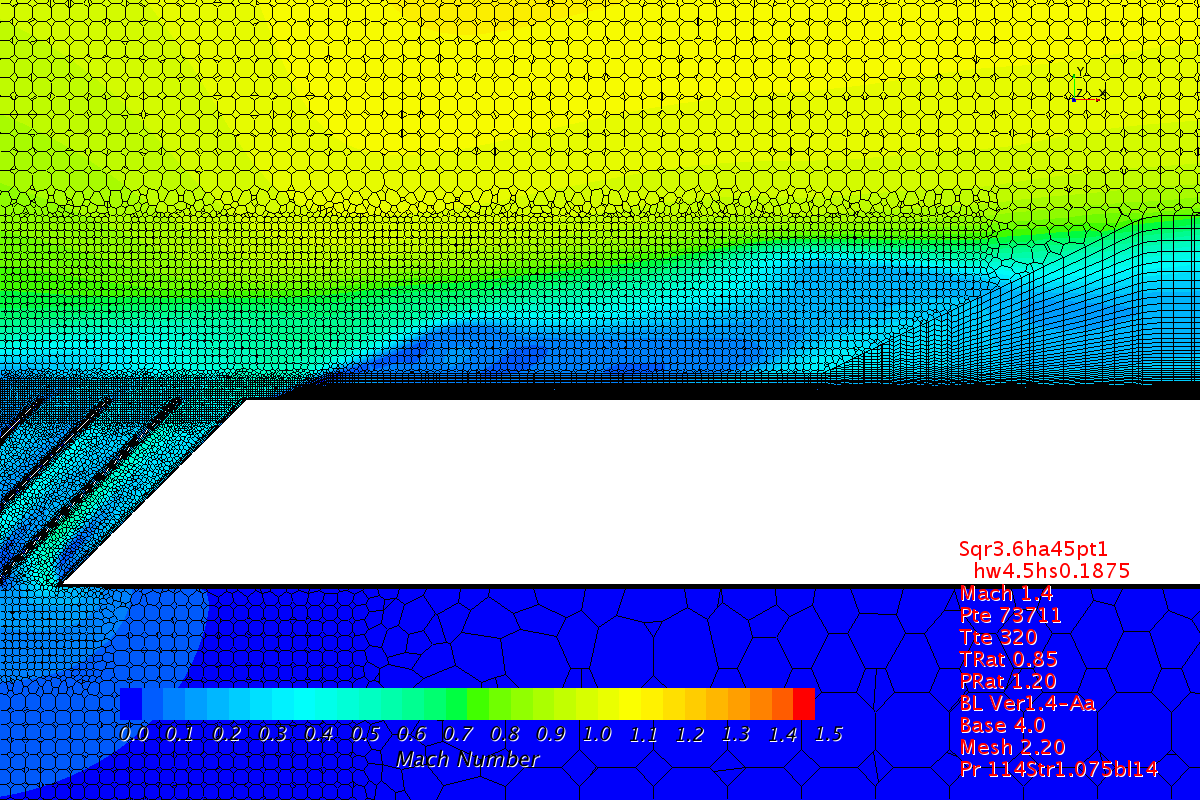 Y
Z X
Sqr3.6ha45pt1
hw4.5hs0.1875
Mach 1.4
Pte 73711
Tte 320
TRat 0.85
PRat 1.20
BL Ver1.4-Aa
Base 4.0
Mesh 2.20
Pr 114Str1.075bl14
0.0 0.1 0.2 0.3 0.4 0.5 0.6 0.7 0.8 0.9 1.0 1.1 1.2 1.3 1.4 1.5
Mach Number